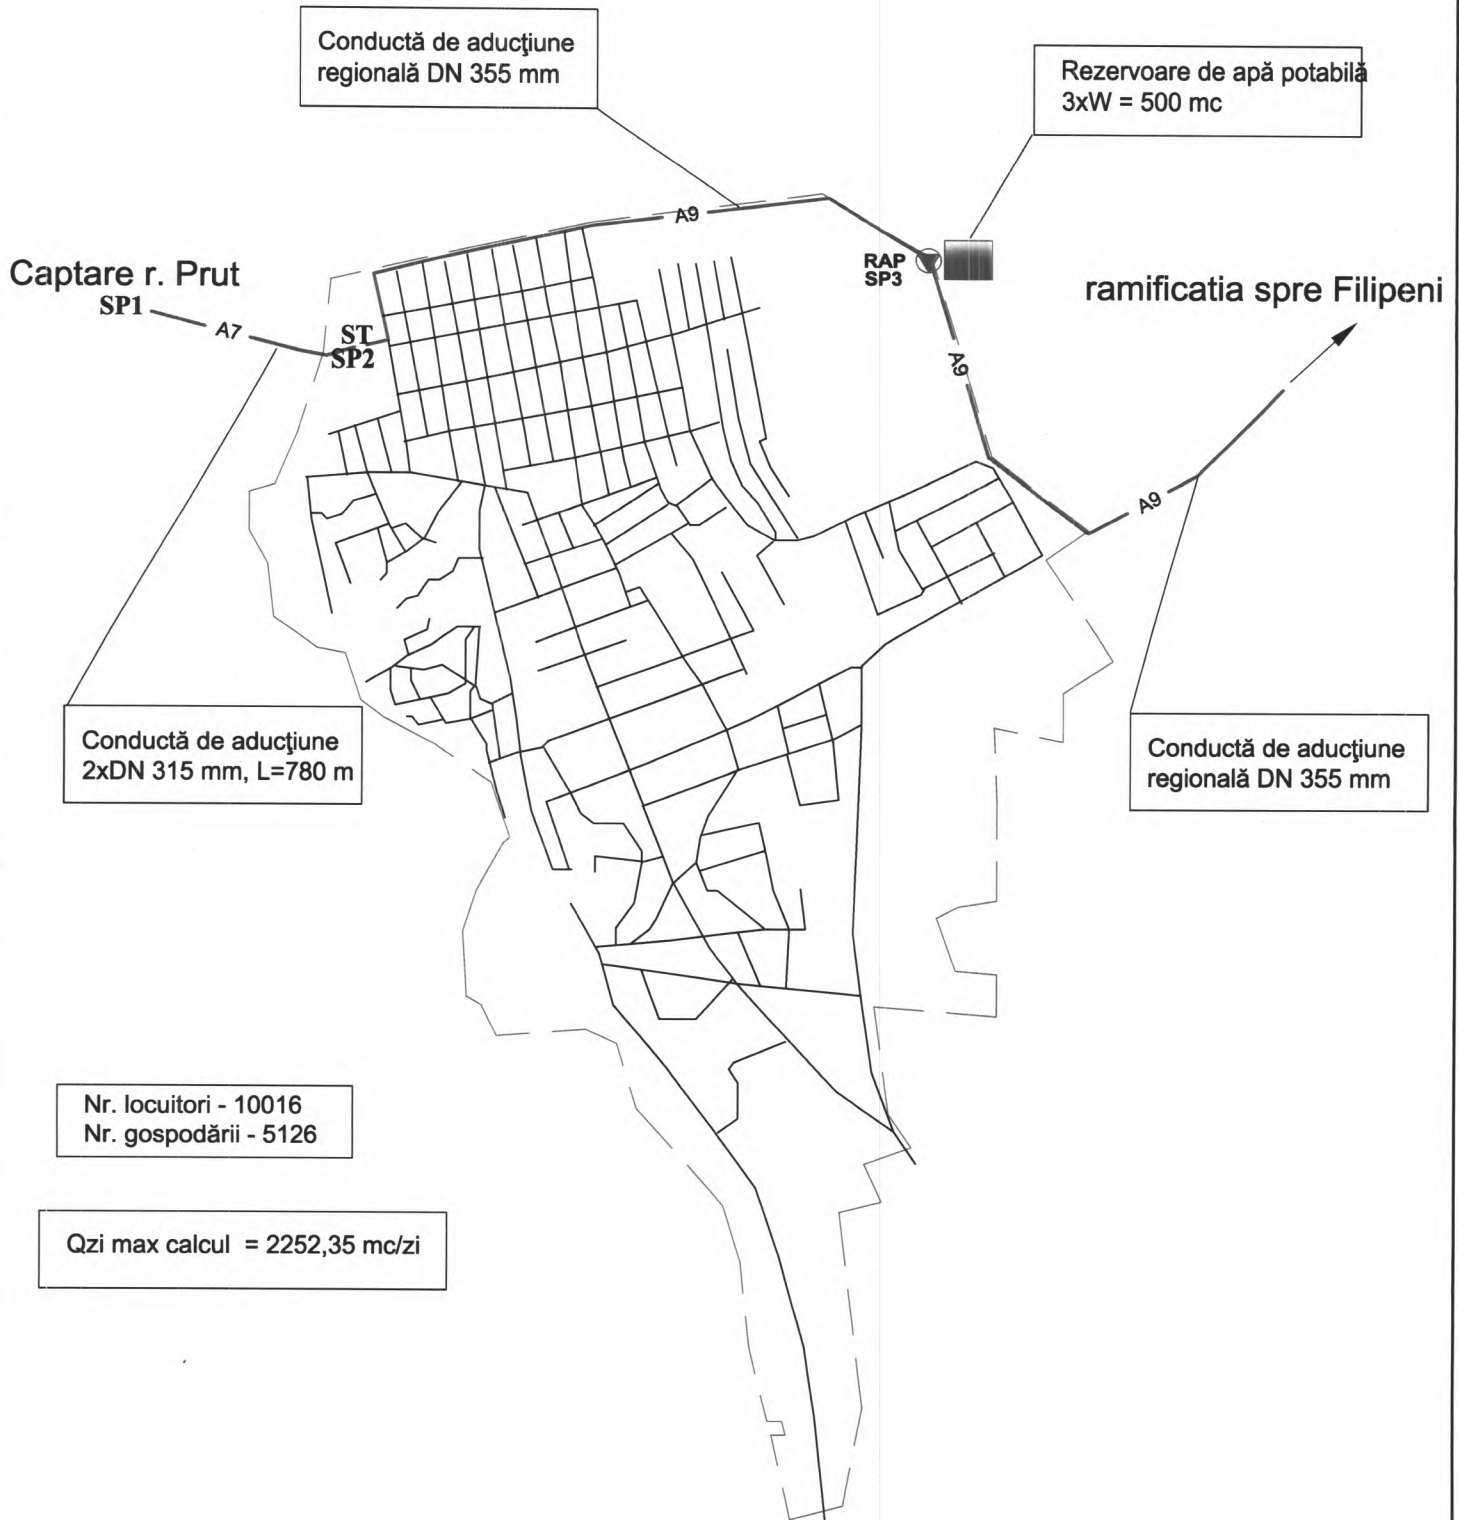 Conductă de aducţiune
regională DN 355 mm
Rezervoare de apă potabilă
3xW = 500 mc
A9
Captare r. Prut
SP1
A7
ST
SP2
RAP
SP3
ramificatia spre Filipeni
A9
A9
Conductă de aducţiune
2xDN 315 mm, L=780 m
Conductă de aducţiune
regională DN 355 mm
Nr. locuitori - 10016
Nr. gospodării - 5126
Qzi max calcul = 2252,35 mc/zi